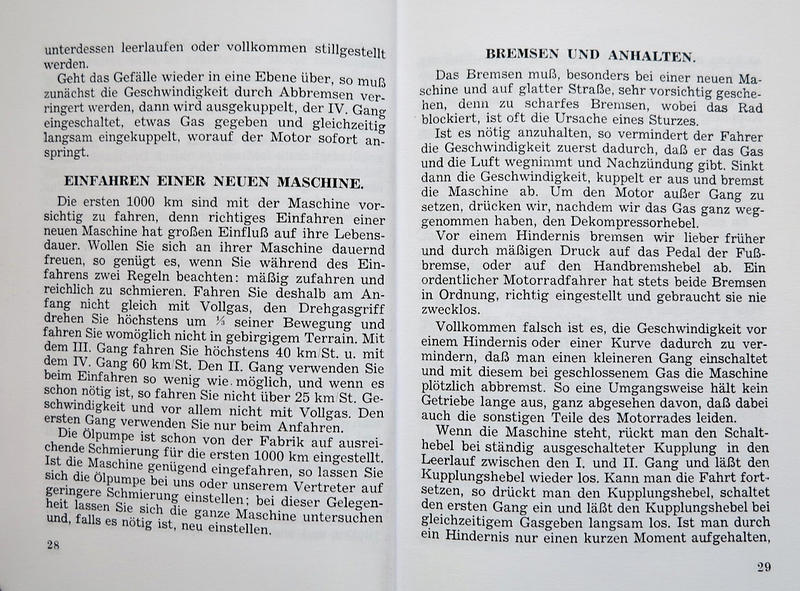 unterdessen leerlaufen oder vollkommen stillgestellt
werden.
Geht das Gefälle wieder in eine Ebene über, so muß
zunächst die Geschwindigkeit durch Abbremsen ver-
ringert werden, dann wird ausgekuppelt, der IV. Gang
eingeschaltet, etwas Gas gegeben und gleichzeitig
langsam eingekuppelt, worauf der Motor sofort an-
springt.
EINFAHREN EINER NEUEN MASCHINE.
Die ersten 1000 km sind mit der Maschine vor-
sichtig zu fahren, denn richtiges Einfahren einer
neuen Maschine hat großen Einfluß auf ihre Lebens-
dauer. Wollen Sie sich an ihrer Maschine dauernd
freuen, so genügt es, wenn Sie während des Ein-
fahrens zwei Regeln beachten: mäßig zufahren und
reichlich zu schmieren. Fahren Sie deshalb am An-
fang nicht gleich mit Vollgas, den Drehgasgriff
drehen Sie höchstens um ⅓ seiner Bewegung und
fahren Sie womöglich nicht in gebirgigem Terrain. Mit
dem III. Gang fahren Sie höchstens 40 km/St. u. mit
dem IV. Gang 60 km/St. Den II. Gang verwenden Sie
beim Einfahren so wenig wie möglich, und wenn es
schon nötig ist, so fahren Sie nicht über 25 km/St. Ge-
schwindigkeit und vor allem nicht mit Vollgas. Den
ersten Gang verwenden Sie nur beim Anfahren.
Die Ölpumpe ist schon von der Fabrik auf ausrei-
chende Schmierung für die ersten 1000 km eingestellt.
Ist die Maschine genügend eingefahren, so lassen Sie
sich die Ölpumpe bei uns oder unserem Vertreter auf
geringere Schmierung einstellen; bei dieser Gelegen-
heit lassen Sie sich die ganze Maschine untersuchen
und, falls es nötig ist, neu einstellen.
28
BREMSEN UND ANHALTEN.
Das Bremsen muß, besonders bei einer neuen Ma-
schine und auf glatter Straße, sehr vorsichtig gesche-
hen, denn zu scharfes Bremsen, wobei das Rad
blockiert, ist oft die Ursache eines Sturzes.
Ist es nötig anzuhalten, so vermindert der Fahrer
die Geschwindigkeit zuerst dadurch, daß er das Gas
und die Luft wegnimmt und Nachzündung gibt. Sinkt
dann die Geschwindigkeit, kuppelt er aus und bremst
die Maschine ab. Um den Motor außer Gang zu
setzen, drücken wir, nachdem wir das Gas ganz weg-
genommen haben, den Dekompressorhebel.
Vor einem Hindernis bremsen wir lieber früher
und durch mäßigen Druck auf das Pedal der Fuß-
bremse, oder auf den Handbremshebel ab. Ein
ordentlicher Motorradfahrer hat stets beide Bremsen
in Ordnung, richtig eingestellt und gebraucht sie nie
zwecklos.
Vollkommen falsch ist es, die Geschwindigkeit vor
einem Hindernis oder einer Kurve dadurch zu ver-
mindern, daß man einen kleineren Gang einschaltet
und mit diesem bei geschlossenem Gas die Maschine
plötzlich abbremst. So eine Umgangsweise hält kein
Getriebe lange aus, ganz abgesehen davon, daß dabei
auch die sonstigen Teile des Motorrades leiden.
Wenn die Maschine steht, rückt man den Schalt-
hebel bei ständig ausgeschalteter Kupplung in den
Leerlauf zwischen den I. und II. Gang und läßt den
Kupplungshebel wieder los. Kann man die Fahrt fort-
setzen, so drückt man den Kupplungshebel, schaltet
den ersten Gang ein und läßt den Kupplungshebel bei
gleichzeitigem Gasgeben langsam los. Ist man durch
ein Hindernis nur einen kurzen Moment aufgehalten,
29